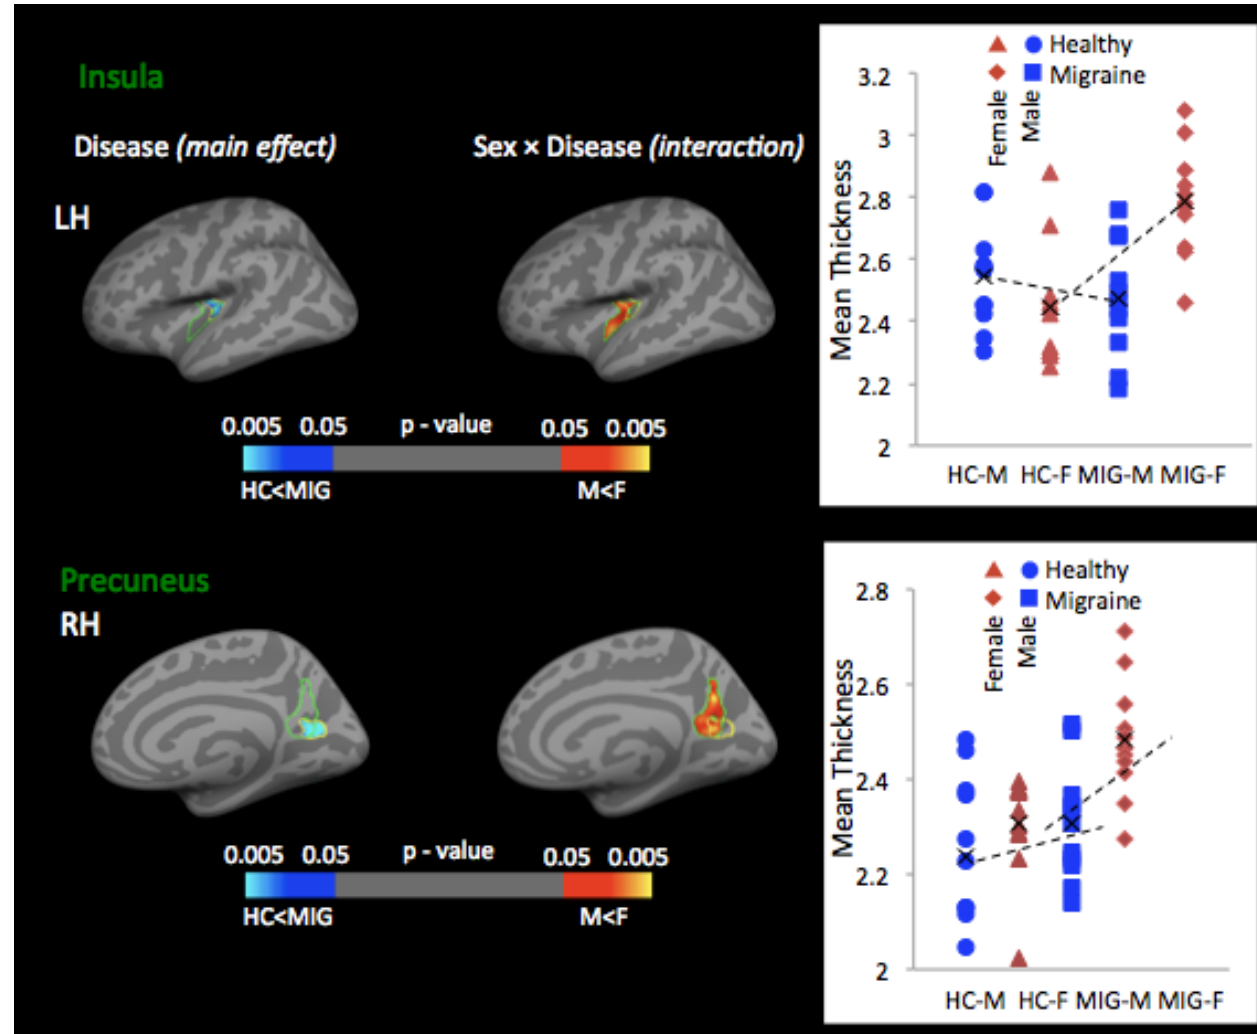 Insula
Disease (main effect)
Sex × Disease (interaction)
LH
0.005 0.05 p - value 0.05 0.005
HC<MIG M<F
Healthy
Migraine
Female
Male
Mean Thickness
3.2
3
2.8
2.6
2.4
2.2
2
HC-M HC-F MIG-M MIG-F
Precuneus
RH
0.005 0.05 p - value 0.05 0.005
HC<MIG M<F
Healthy
Migraine
Female
Male
Mean Thickness
2.8
2.6
2.4
2.2
2
HC-M HC-F MIG-M MIG-F